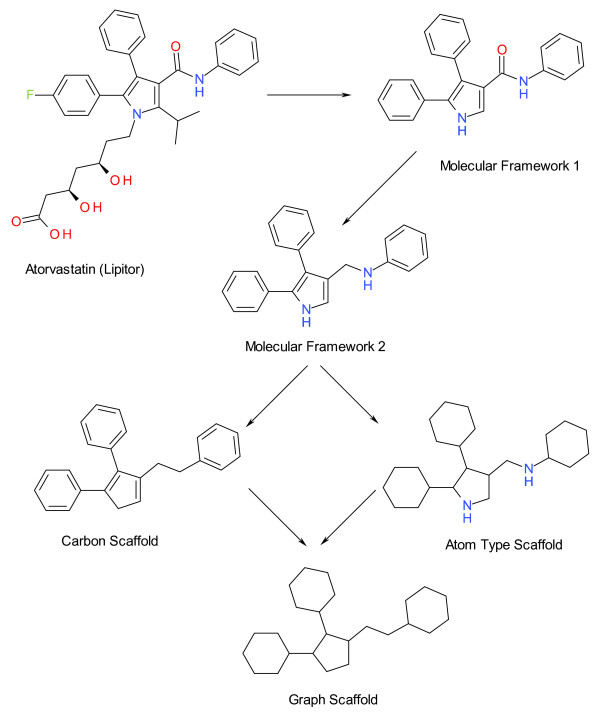 O
O
N
H
N
H
F
N
N
H
OH
O
OH
OH
Molecular Framework 1
Atorvastatin (Lipitor)
N
H
N
H
Molecular Framework 2
N
H
N
H
Carbon Scaffold
Atom Type Scaffold
Graph Scaffold